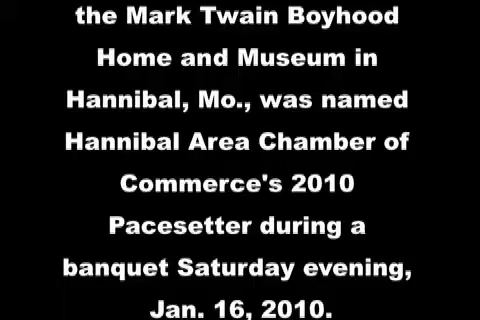 the Mark Twain Boyhood
Home and Museum in
Hannibal, Mo., was named
Hannibal Area Chamber of
Commerce's 2010
Pacesetter during a
banquet Saturday evening,
Jan. 16, 2010.